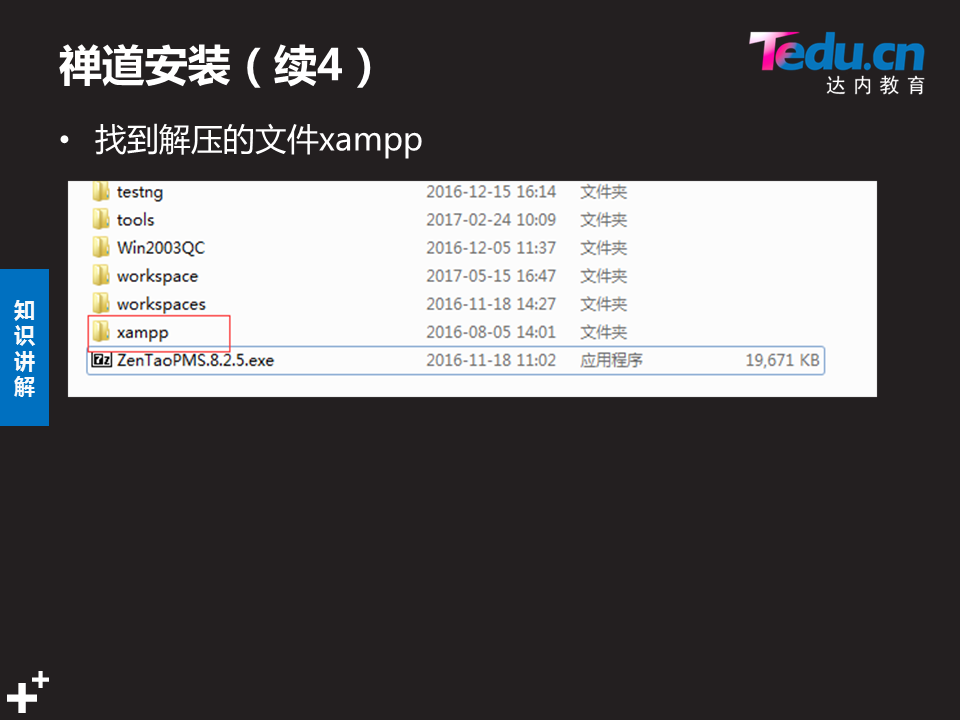 禅道安装（续4）
Tedu.cn
达内教育
• 找到解压的文件xampp
testng 2016-12-15 16:14 文件夹
tools 2017-02-24 10:09 文件夹
Win2003QC 2016-12-05 11:37 文件夹
workspace 2017-05-15 16:47 文件夹
workspaces 2016-11-18 14:27 文件夹
xampp 2016-08-05 14:01 文件夹
7z ZenTaoPMS.8.2.5.exe 2016-11-18 11:02 应用程序 19,671 KB
知识讲解